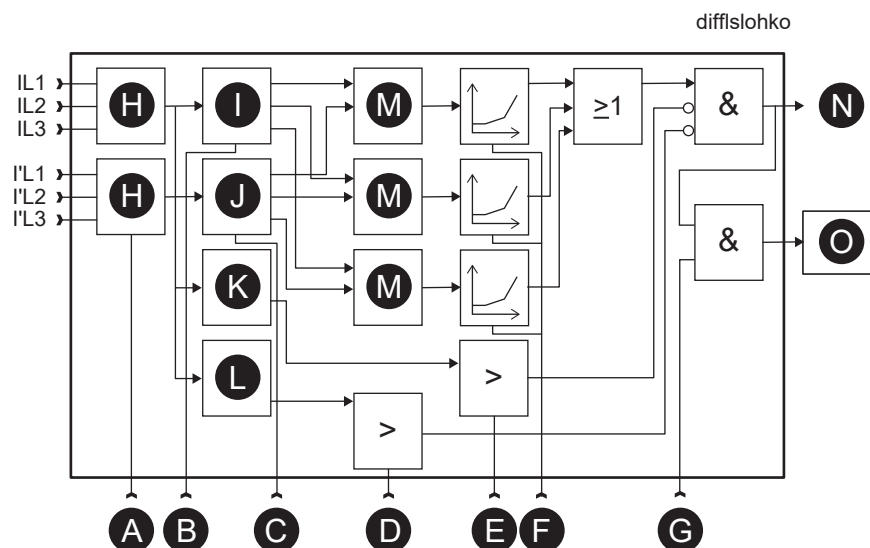 difflslohko
IL1
IL2
IL3
I'L1
I'L2
I'L3
H
I
M
≥1
&
N
H
J
M
&
O
K
M
L
>
>
A
B
C
D
E
F
G